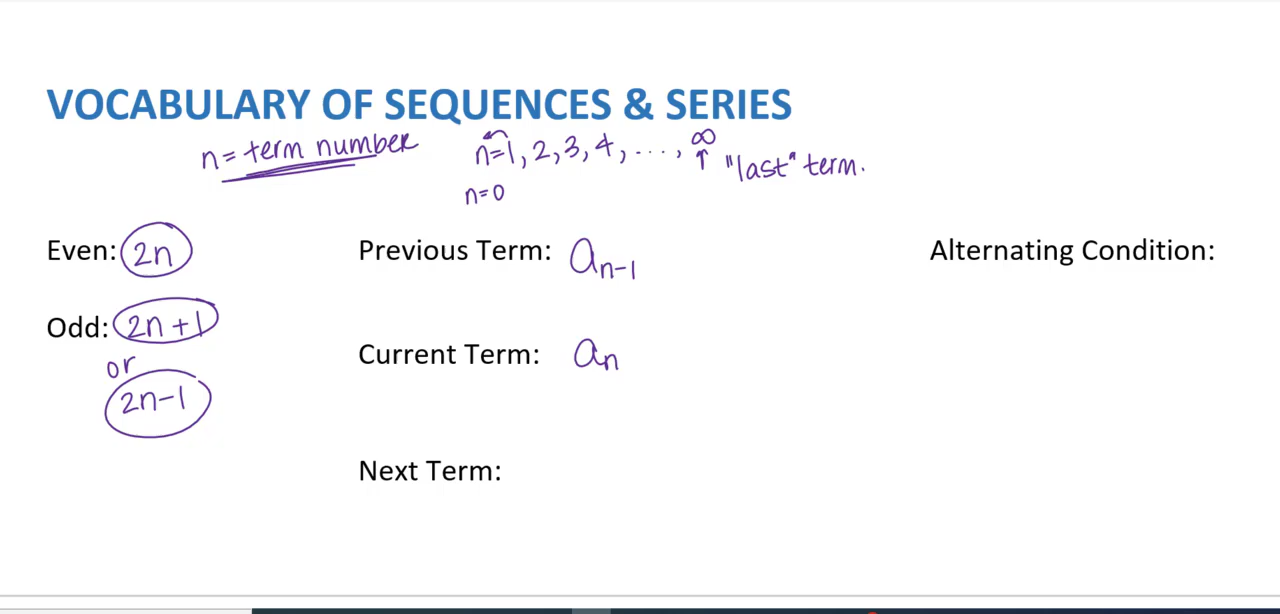 VOCABULARY OF SEQUENCES & SERIES
n = term number
n=1, 2, 3, 4, ..., ∞
↑ "last" term.
n=0
Even: 2n
Previous Term: aₙ₋₁
Alternating Condition:
Odd: 2n+1
or
2n-1
Current Term: aₙ
Next Term: